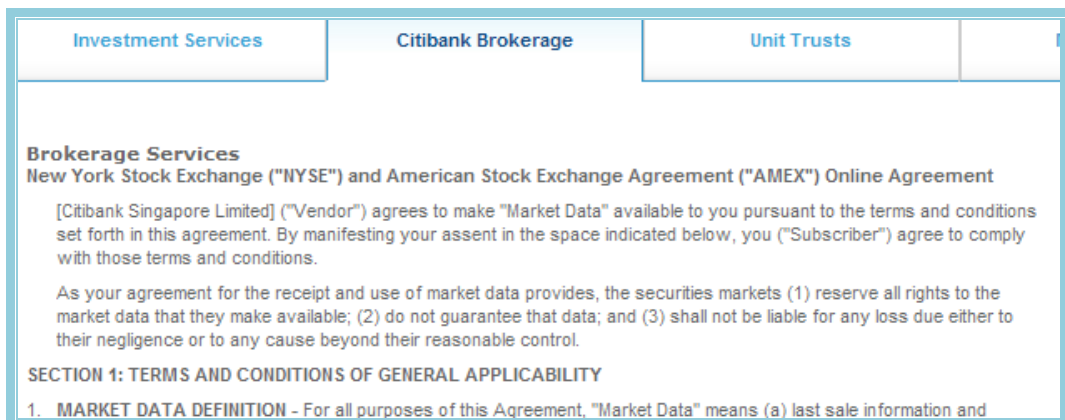 Investment Services
Citibank Brokerage
Unit Trusts
Brokerage Services
New York Stock Exchange ("NYSE") and American Stock Exchange Agreement ("AMEX") Online Agreement
[Citibank Singapore Limited] ("Vendor") agrees to make "Market Data" available to you pursuant to the terms and conditions
set forth in this agreement. By manifesting your assent in the space indicated below, you ("Subscriber") agree to comply
with those terms and conditions.
As your agreement for the receipt and use of market data provides, the securities markets (1) reserve all rights to the
market data that they make available; (2) do not guarantee that data; and (3) shall not be liable for any loss due either to
their negligence or to any cause beyond their reasonable control.
SECTION 1: TERMS AND CONDITIONS OF GENERAL APPLICABILITY
1. MARKET DATA DEFINITION - For all purposes of this Agreement, "Market Data" means (a) last sale information and